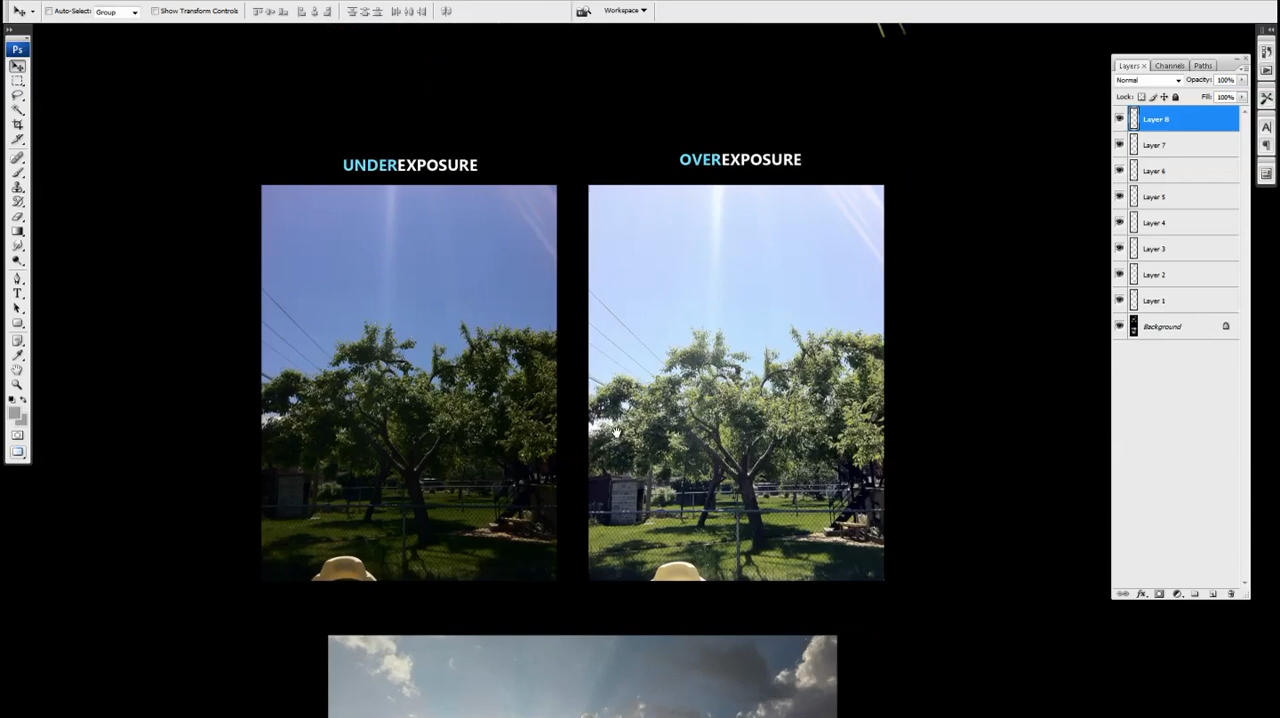 Auto-Select: Group Show Transform Controls Workspace
Ps
UNDEREXPOSURE
OVEREXPOSURE
T
Layers Channels Paths
Normal Opacity: 100%
Lock: Fill: 100%
Layer 8
Layer 7
Layer 6
Layer 5
Layer 4
Layer 3
Layer 2
Layer 1
Background